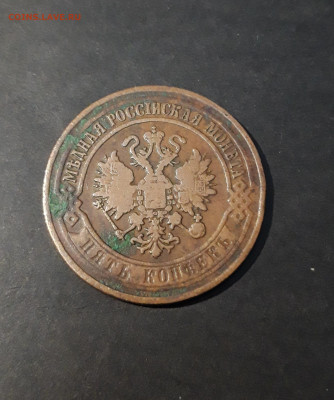 МѢДНАЯ РОССІЙСКАЯ МОНЕТА
ПЯТЬ КОПѢЕКЪ